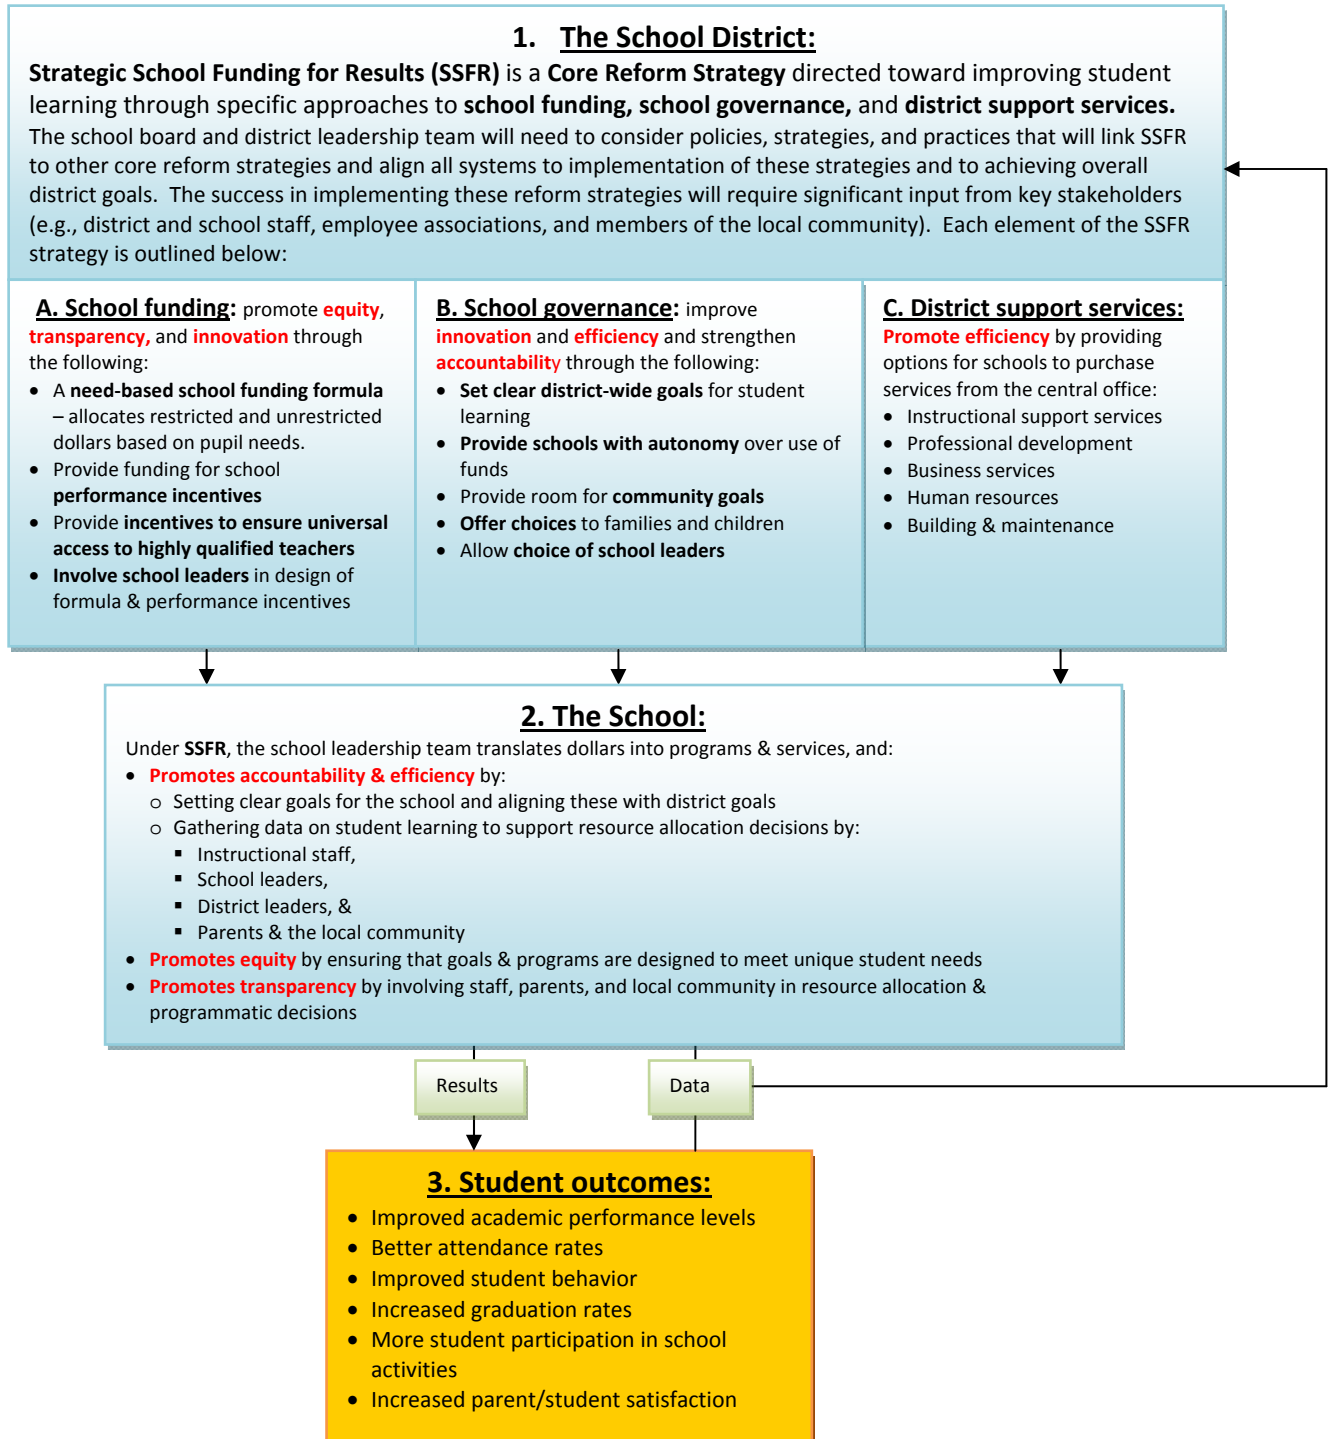 1. The School District:
Strategic School Funding for Results (SSFR) is a Core Reform Strategy directed toward improving student
learning through specific approaches to school funding, school governance, and district support services.
The school board and district leadership team will need to consider policies, strategies, and practices that will link SSFR
to other core reform strategies and align all systems to implementation of these strategies and to achieving overall
district goals. The success in implementing these reform strategies will require significant input from key stakeholders
(e.g., district and school staff, employee associations, and members of the local community). Each element of the SSFR
strategy is outlined below:
A. School funding: promote equity,
transparency, and innovation through
the following:
• A need-based school funding formula
– allocates restricted and unrestricted
dollars based on pupil needs.
• Provide funding for school
performance incentives
• Provide incentives to ensure universal
access to highly qualified teachers
• Involve school leaders in design of
formula & performance incentives
B. School governance: improve
innovation and efficiency and strengthen
accountability through the following:
• Set clear district-wide goals for student
learning
• Provide schools with autonomy over use of
funds
• Provide room for community goals
• Offer choices to families and children
• Allow choice of school leaders
C. District support services:
Promote efficiency by providing
options for schools to purchase
services from the central office:
• Instructional support services
• Professional development
• Business services
• Human resources
• Building & maintenance
2. The School:
Under SSFR, the school leadership team translates dollars into programs & services, and:
• Promotes accountability & efficiency by:
o Setting clear goals for the school and aligning these with district goals
o Gathering data on student learning to support resource allocation decisions by:
▪ Instructional staff,
▪ School leaders,
▪ District leaders, &
▪ Parents & the local community
• Promotes equity by ensuring that goals & programs are designed to meet unique student needs
• Promotes transparency by involving staff, parents, and local community in resource allocation &
programmatic decisions
Results
Data
3. Student outcomes:
• Improved academic performance levels
• Better attendance rates
• Improved student behavior
• Increased graduation rates
• More student participation in school
activities
• Increased parent/student satisfaction